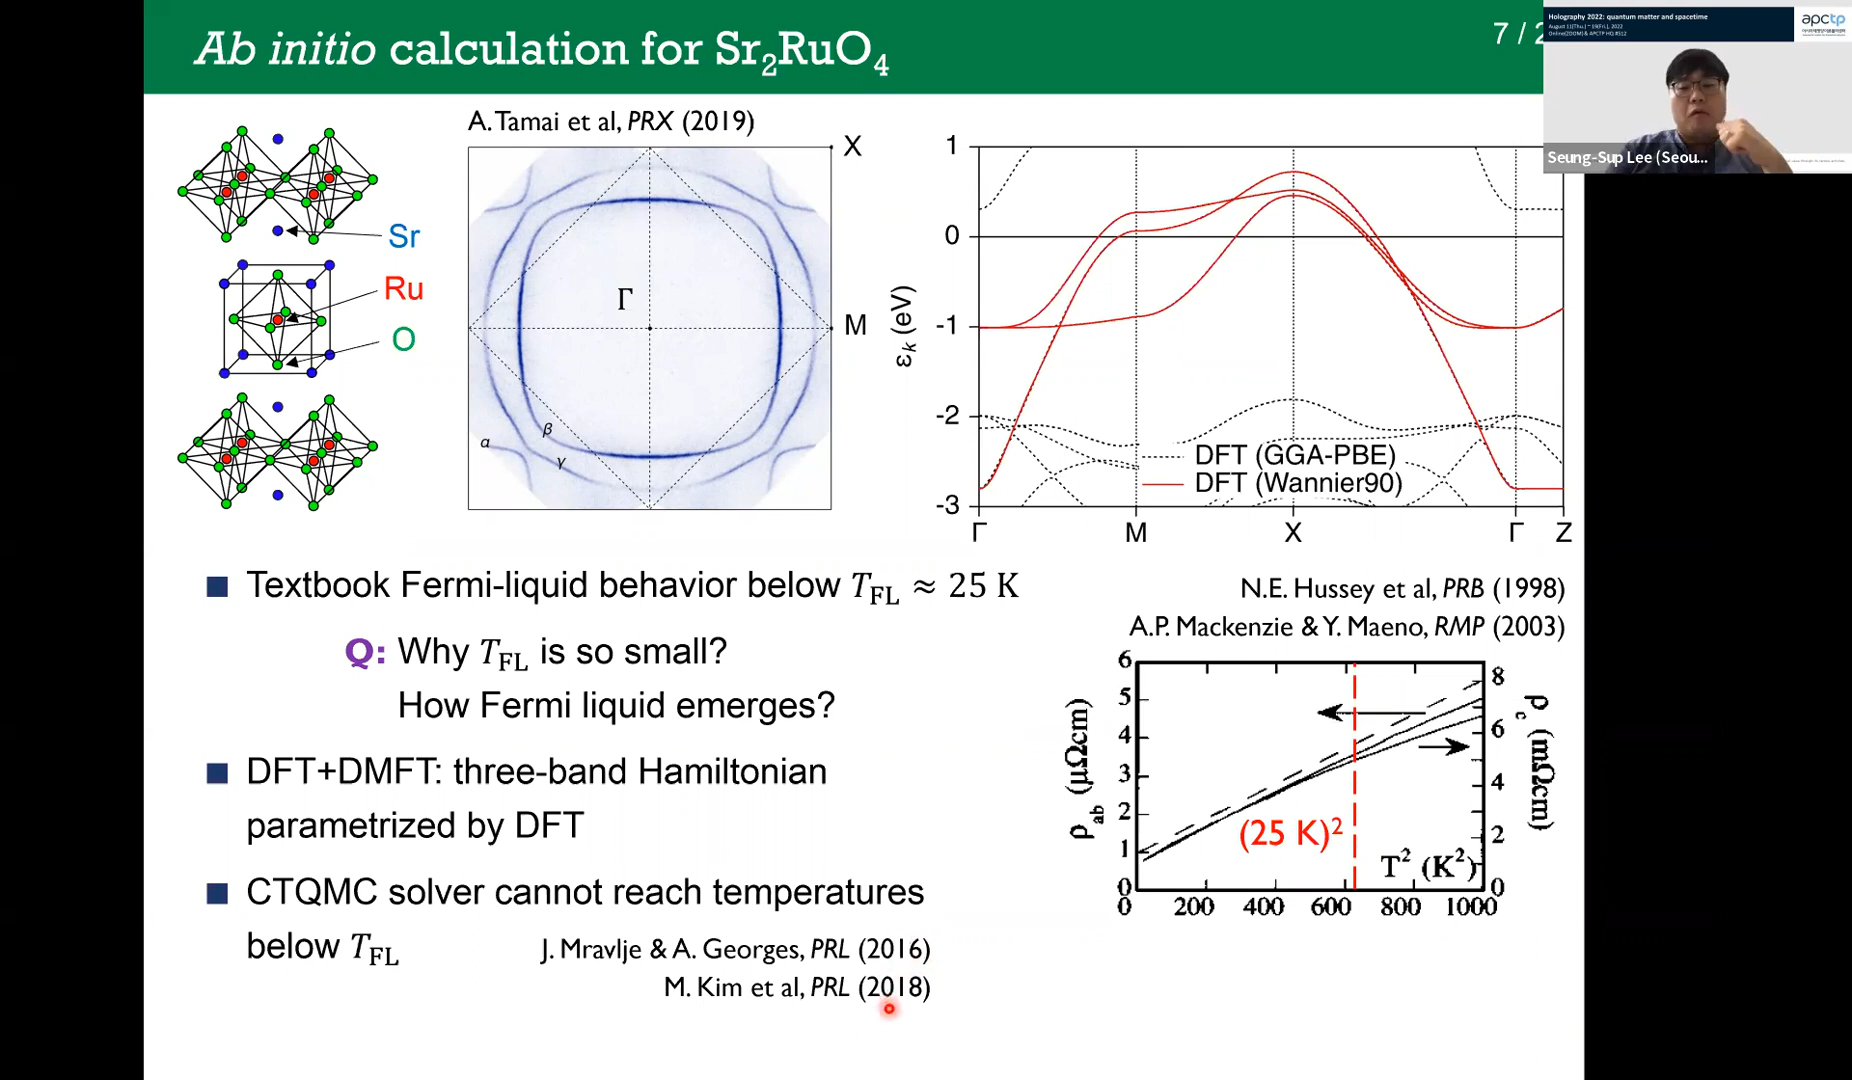 Ab initio calculation for Sr2RuO4
7 / 2
Holography 2022: quantum matter and spacetime
August 11(Thu.) ~ 19(Fri.), 2022
Online(ZOOM) & APCTP HQ #512
apctp
Seung-Sup Lee (Seou...
A. Tamai et al, PRX (2019)
Sr
Ru
O
X
Γ
M
α
β
γ
εk (eV)
1
0
-1
-2
-3
DFT (GGA-PBE)
DFT (Wannier90)
Γ
M
X
Γ
Z
■ Textbook Fermi-liquid behavior below TFL ≈ 25 K
Q: Why TFL is so small?
How Fermi liquid emerges?
■ DFT+DMFT: three-band Hamiltonian
parametrized by DFT
■ CTQMC solver cannot reach temperatures
below TFL
J. Mravlje & A. Georges, PRL (2016)
M. Kim et al, PRL (2018)
N.E. Hussey et al, PRB (1998)
A.P. Mackenzie & Y. Maeno, RMP (2003)
ρab (μΩcm)
6
5
4
3
2
1
0
(25 K)²
T² (K²)
0 200 400 600 800 1000
8
6
4
2
0
ρc (mΩcm)